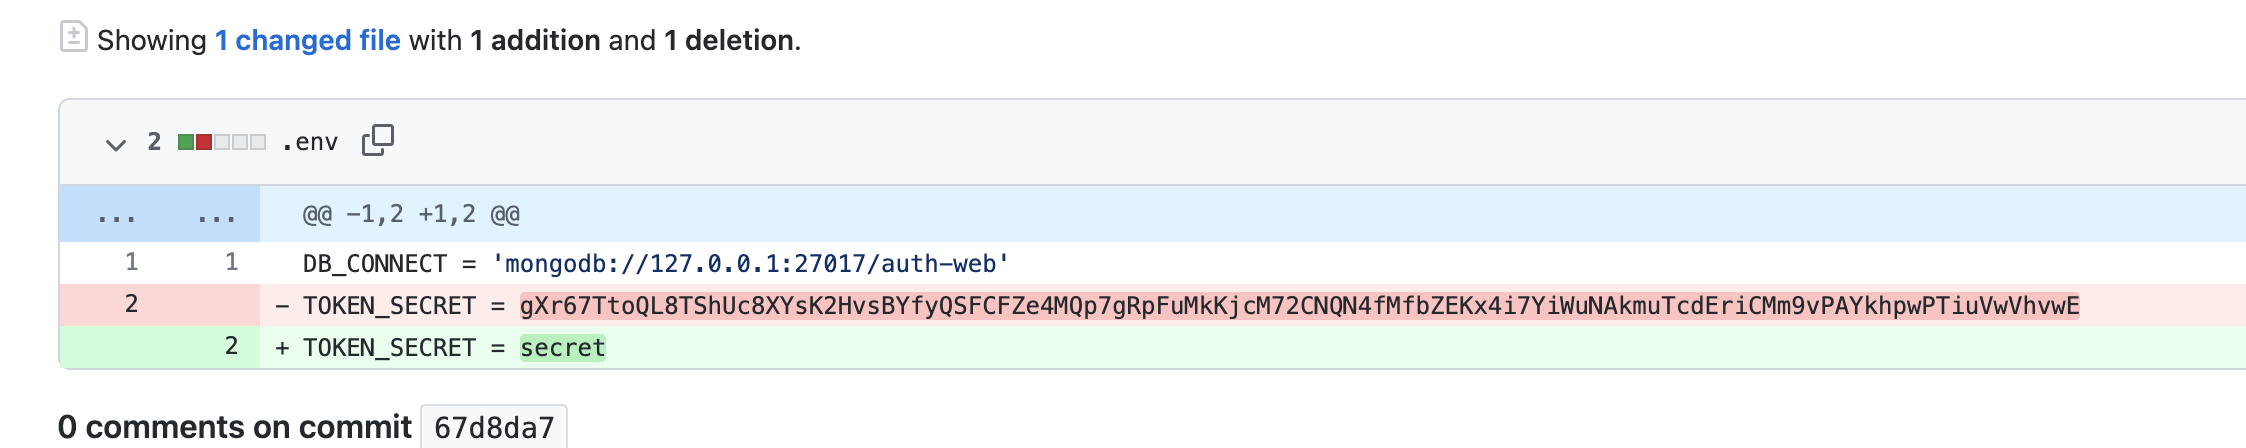 Showing 1 changed file with 1 addition and 1 deletion.
2 .env
... ... @@ -1,2 +1,2 @@
1 1 DB_CONNECT = 'mongodb://127.0.0.1:27017/auth-web'
2 - TOKEN_SECRET = gXr67TtoQL8TShUc8XYsK2HvsBYfyQSFCFZe4MQp7gRpFuMkKjcM72CNQN4fMfbZEKx4i7YiWuNAkmuTcdEriCMm9vPAYkhpwPTiuVwVhvwE
2 + TOKEN_SECRET = secret
0 comments on commit 67d8da7